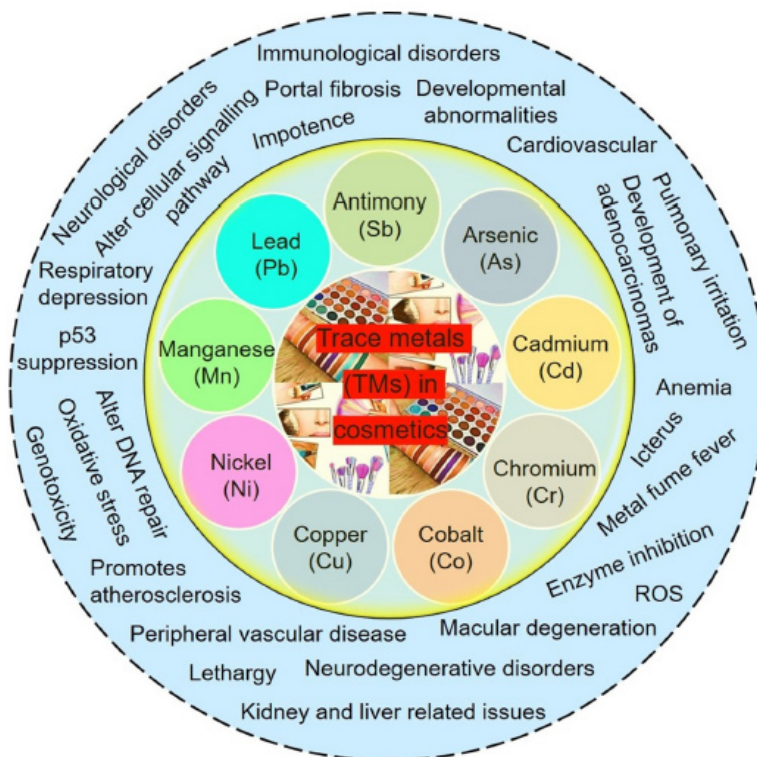 Immunological disorders
Portal fibrosis
Developmental
abnormalities
Impotence
Cardiovascular
Neurological disorders
Alter cellular signalling
pathway
Pulmonary irritation
Development of
adenocarcinomas
Respiratory
depression
p53
suppression
Anemia
Icterus
Metal fume fever
Alter DNA repair
Oxidative stress
Genotoxicity
Enzyme inhibition
ROS
Promotes
atherosclerosis
Peripheral vascular disease
Macular degeneration
Lethargy
Neurodegenerative disorders
Kidney and liver related issues
Antimony
(Sb)
Lead
(Pb)
Arsenic
(As)
Manganese
(Mn)
Cadmium
(Cd)
Nickel
(Ni)
Chromium
(Cr)
Copper
(Cu)
Cobalt
(Co)
Trace metals
(TMs) in
cosmetics